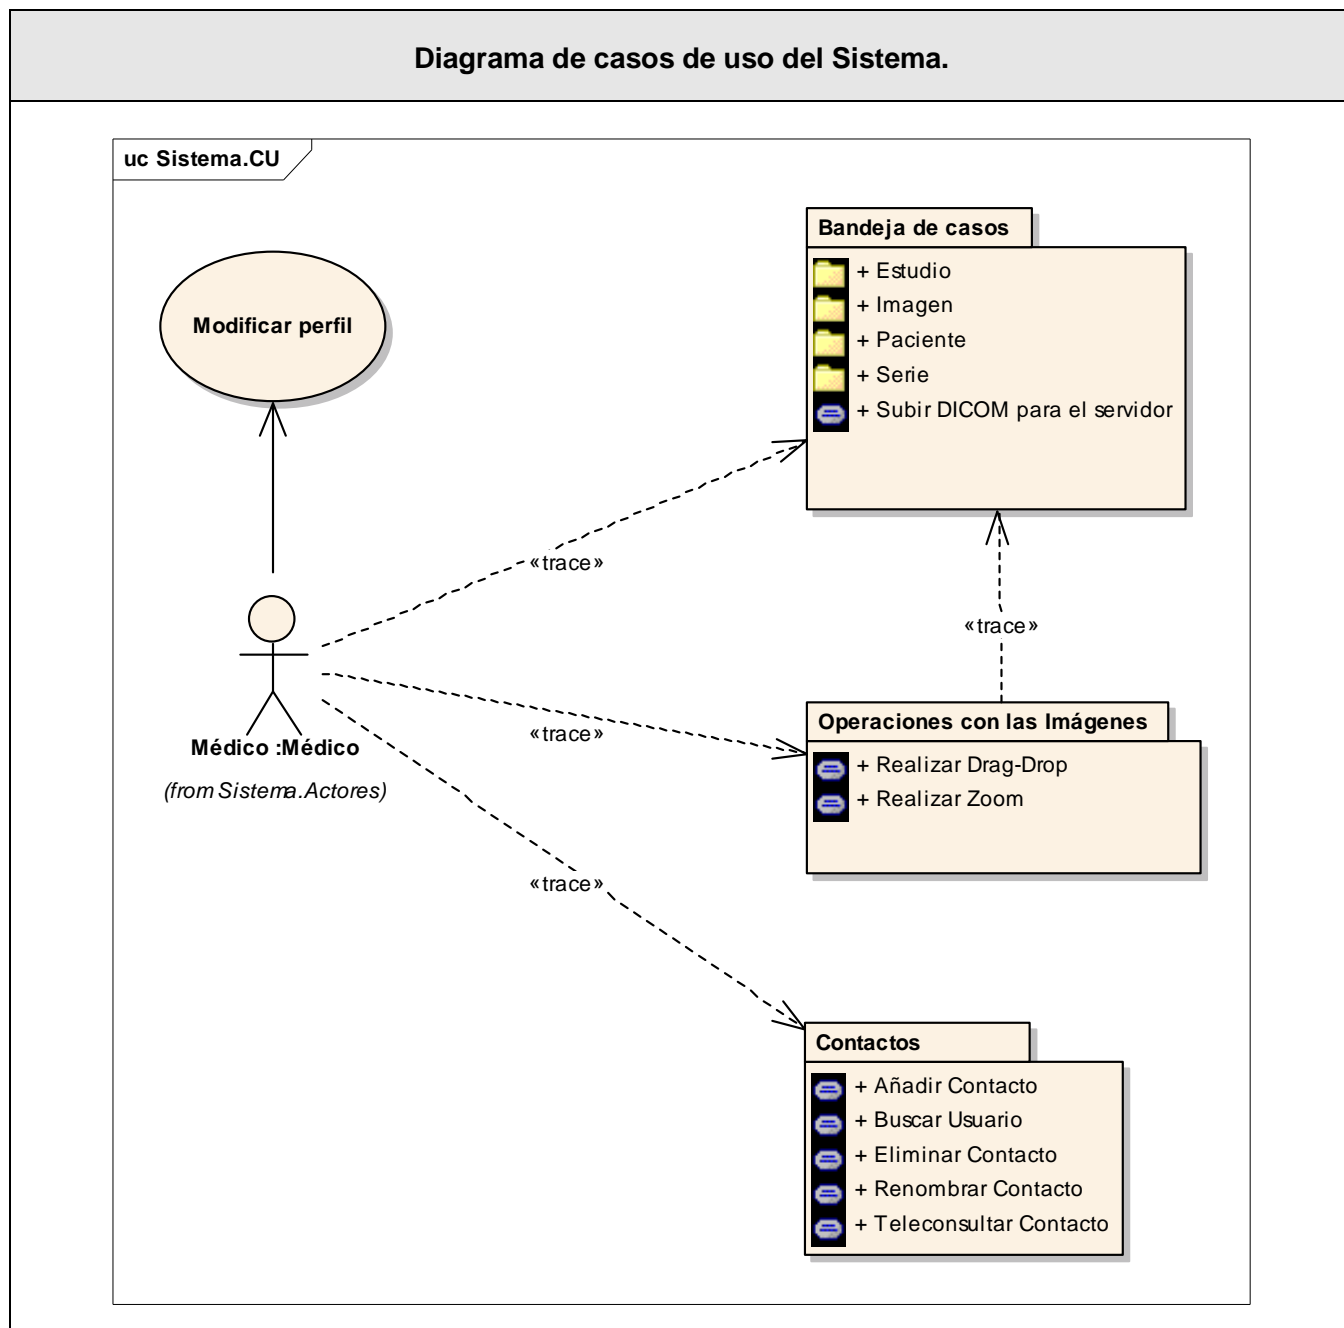 Diagrama de casos de uso del Sistema.
uc Sistema.CU
Modificar perfil
Médico :Médico
(from Sistema.Actores)
«trace»
«trace»
«trace»
Bandeja de casos
+ Estudio
+ Imagen
+ Paciente
+ Serie
+ Subir DICOM para el servidor
«trace»
Operaciones con las Imágenes
+ Realizar Drag-Drop
+ Realizar Zoom
Contactos
+ Añadir Contacto
+ Buscar Usuario
+ Eliminar Contacto
+ Renombrar Contacto
+ Teleconsultar Contacto